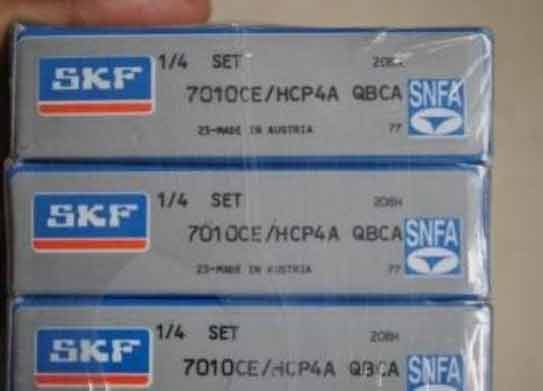 SKF 1/4 SET 208H
7010CE/HCP4A QBCA SNFA
23-MADE IN AUSTRIA 77
SKF 1/4 SET 208H
7010CE/HCP4A QBCA SNFA
23-MADE IN AUSTRIA 77
SKF 1/4 SET 208H
7010CE/HCP4A QBCA SNFA